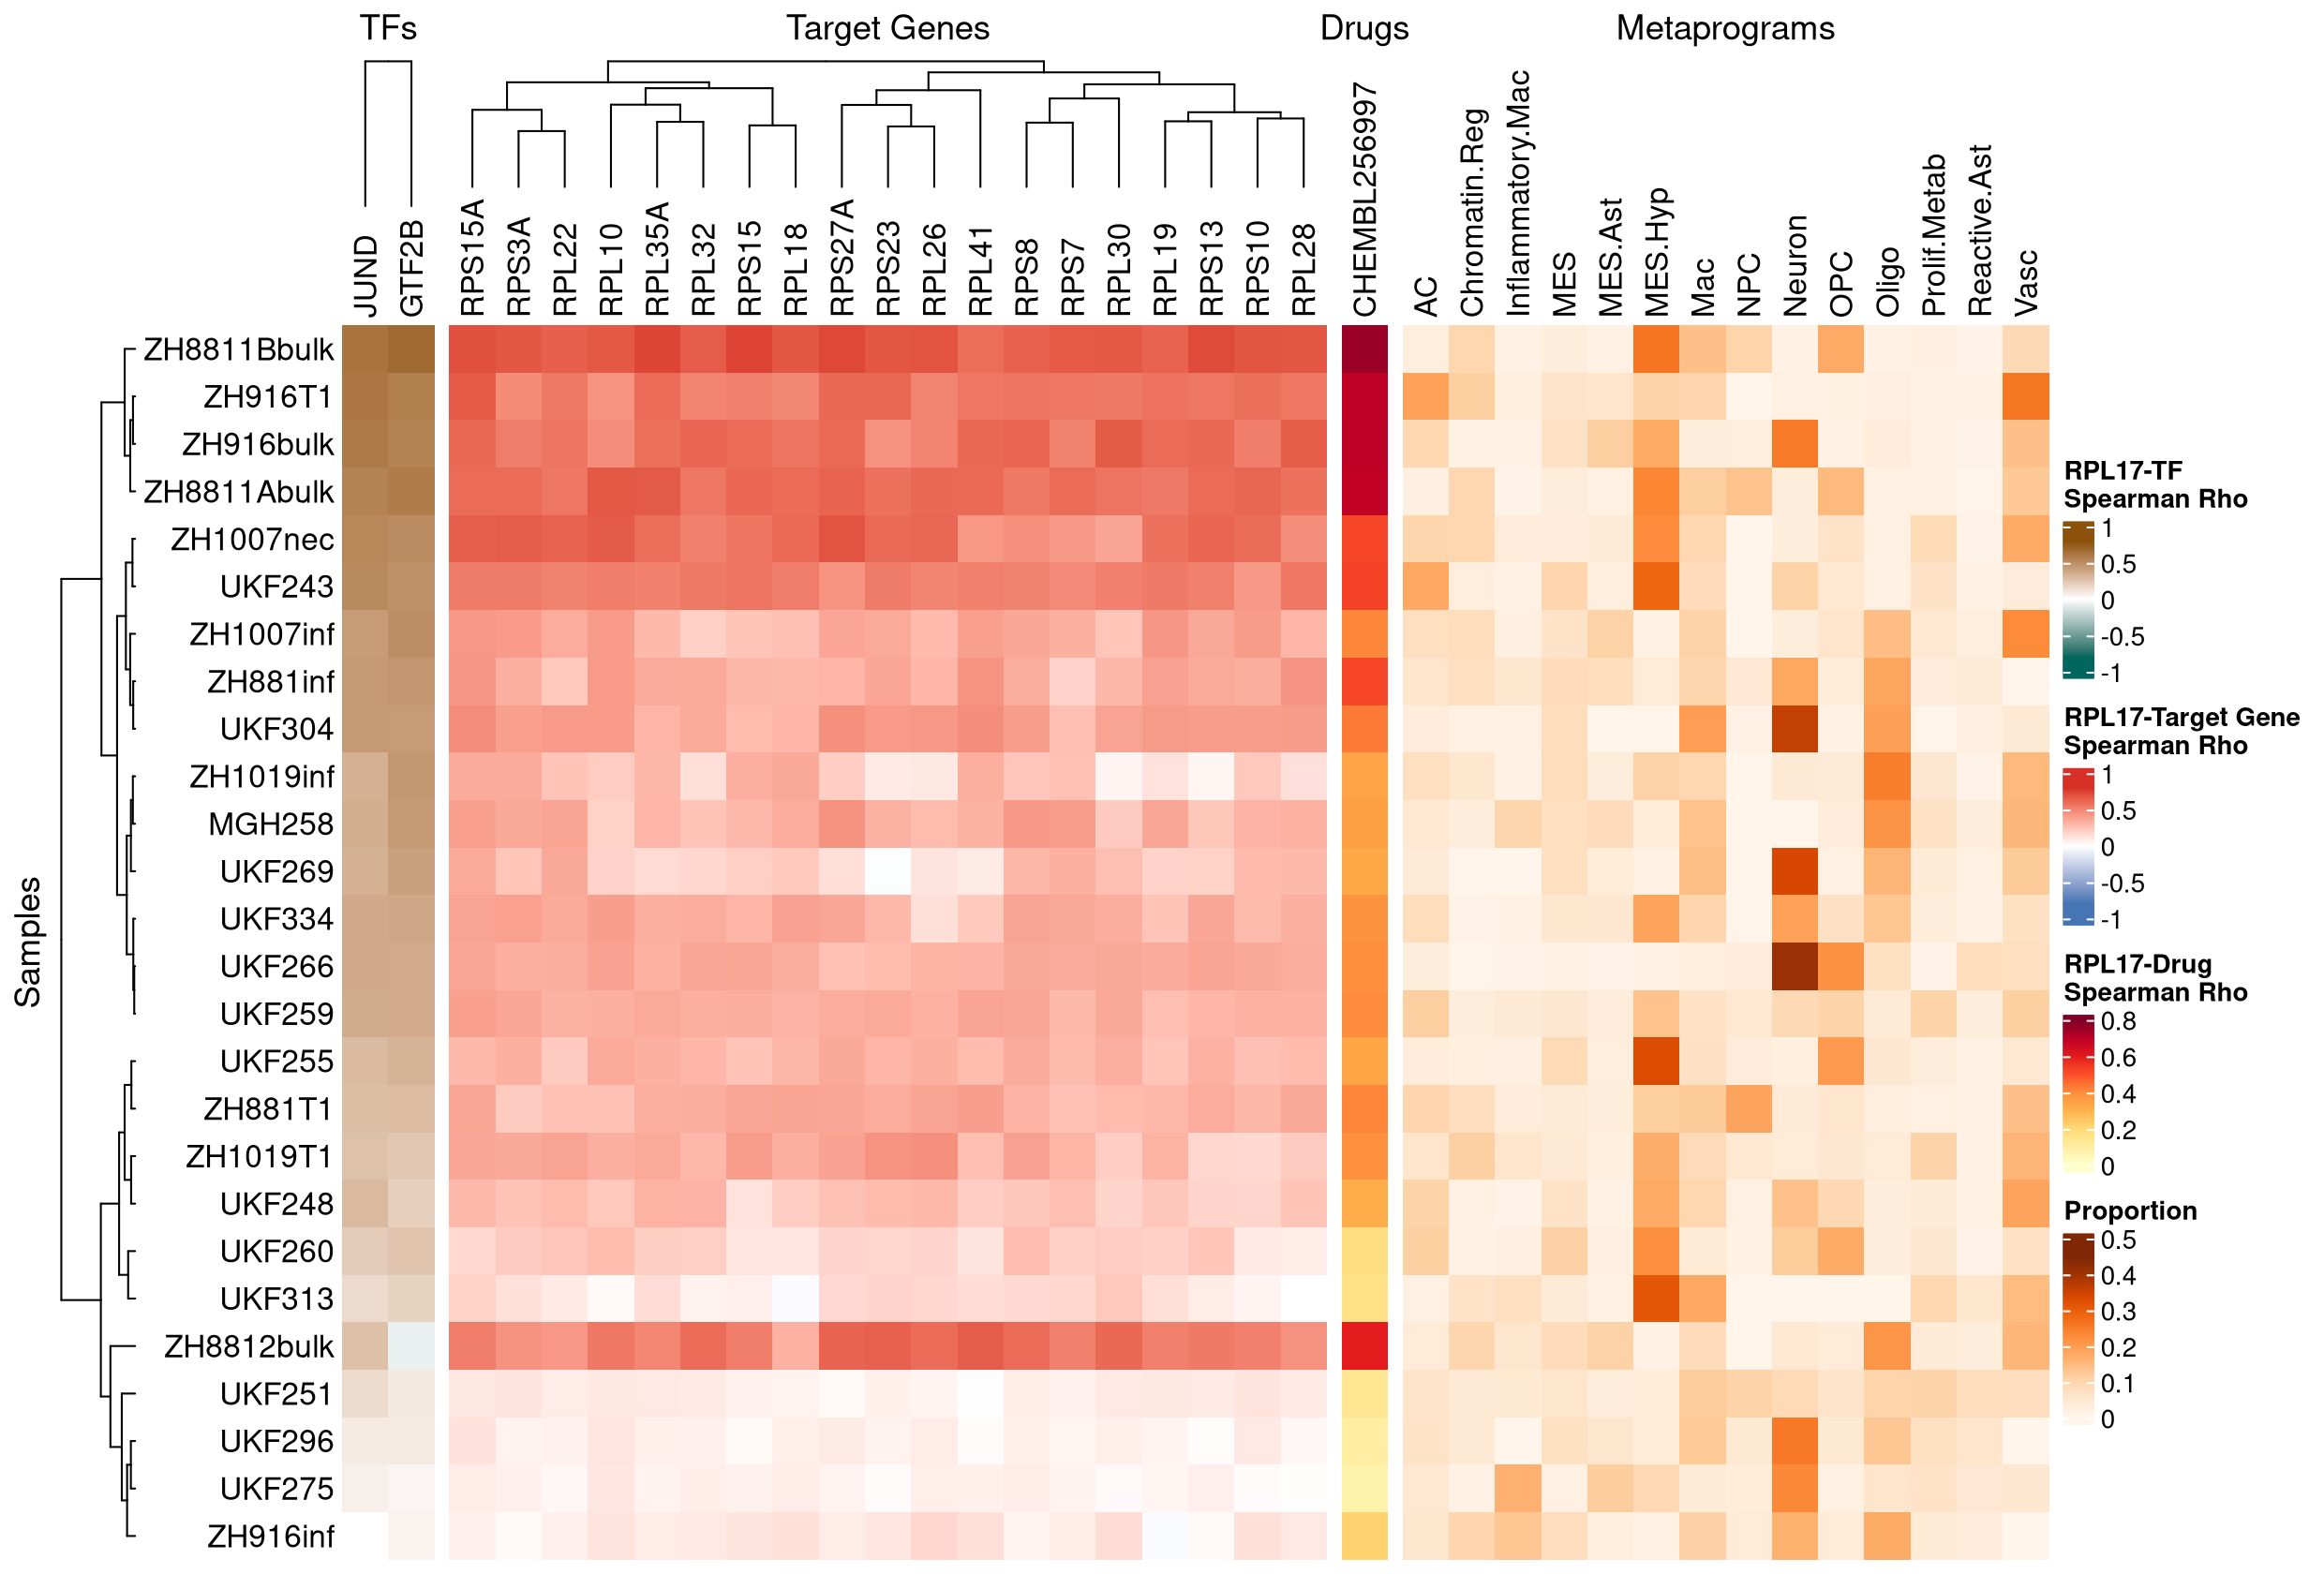 TFs
Target Genes
Drugs
Metaprograms
JUND
GTF2B
RPS15A
RPS3A
RPL22
RPL10
RPL35A
RPL32
RPS15
RPL18
RPS27A
RPS23
RPL26
RPL41
RPS8
RPS7
RPL30
RPL19
RPS13
RPS10
RPL28
CHEMBL256997
AC
Chromatin.Reg
Inflammatory.Mac
MES
MES.Ast
MES.Hyp
Mac
NPC
Neuron
OPC
Oligo
Prolif.Metab
Reactive.Ast
Vasc
Samples
ZH8811Bbulk
ZH916T1
ZH916bulk
ZH8811Abulk
ZH1007nec
UKF243
ZH1007inf
ZH881inf
UKF304
ZH1019inf
MGH258
UKF269
UKF334
UKF266
UKF259
UKF255
ZH881T1
ZH1019T1
UKF248
UKF260
UKF313
ZH8812bulk
UKF251
UKF296
UKF275
ZH916inf
RPL17-TF
Spearman Rho
1
0.5
0
-0.5
-1
RPL17-Target Gene
Spearman Rho
1
0.5
0
-0.5
-1
RPL17-Drug
Spearman Rho
0.8
0.6
0.4
0.2
0
Proportion
0.5
0.4
0.3
0.2
0.1
0